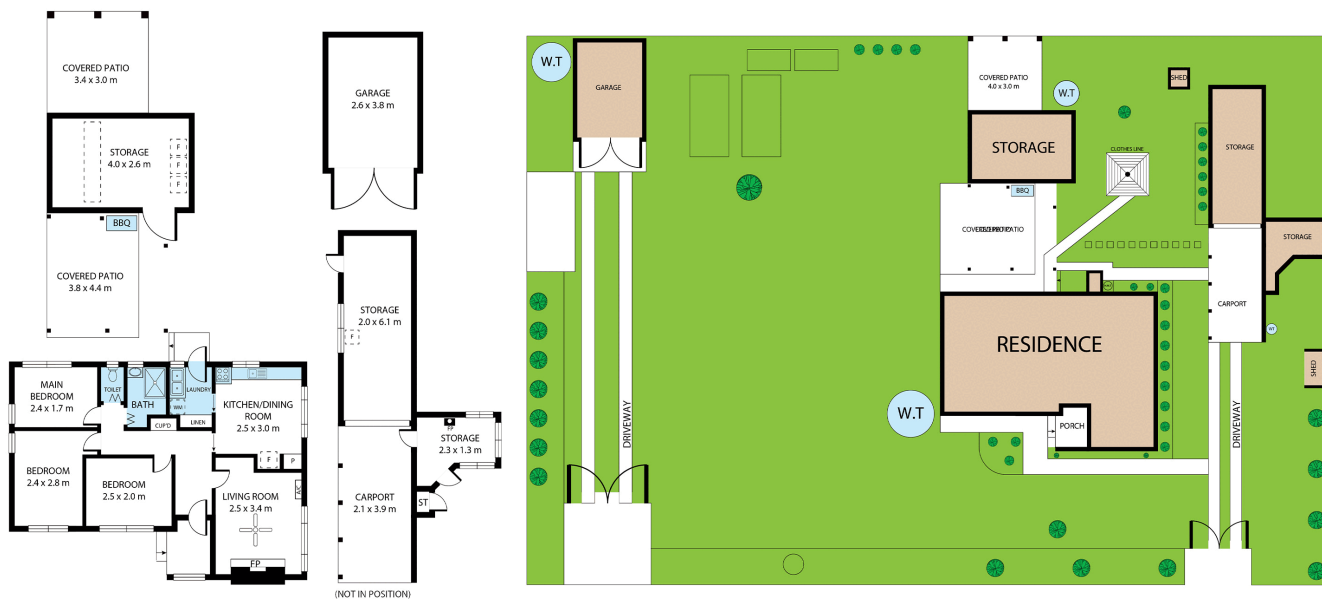 COVERED PATIO
3.4 x 3.0 m
STORAGE
4.0 x 2.6 m
F
F
F
BBQ
COVERED PATIO
3.8 x 4.4 m
MAIN
BEDROOM
2.4 x 1.7 m
TOILET
BATH
WM
LAUNDRY
CUP'D
LINEN
KITCHEN/DINING
ROOM
2.5 x 3.0 m
F
P
BEDROOM
2.4 x 2.8 m
BEDROOM
2.5 x 2.0 m
LIVING ROOM
2.5 x 3.4 m
A/C
FP
GARAGE
2.6 x 3.8 m
STORAGE
2.0 x 6.1 m
F
FP
STORAGE
2.3 x 1.3 m
ST
CARPORT
2.1 x 3.9 m
(NOT IN POSITION)
W.T
GARAGE
COVERED PATIO
4.0 x 3.0 m
W.T
SHED
STORAGE
CLOTHES LINE
STORAGE
BBQ
PATIO
STORAGE
CARPORT
WT
RESIDENCE
SHED
W.T
PORCH
DRIVEWAY
DRIVEWAY